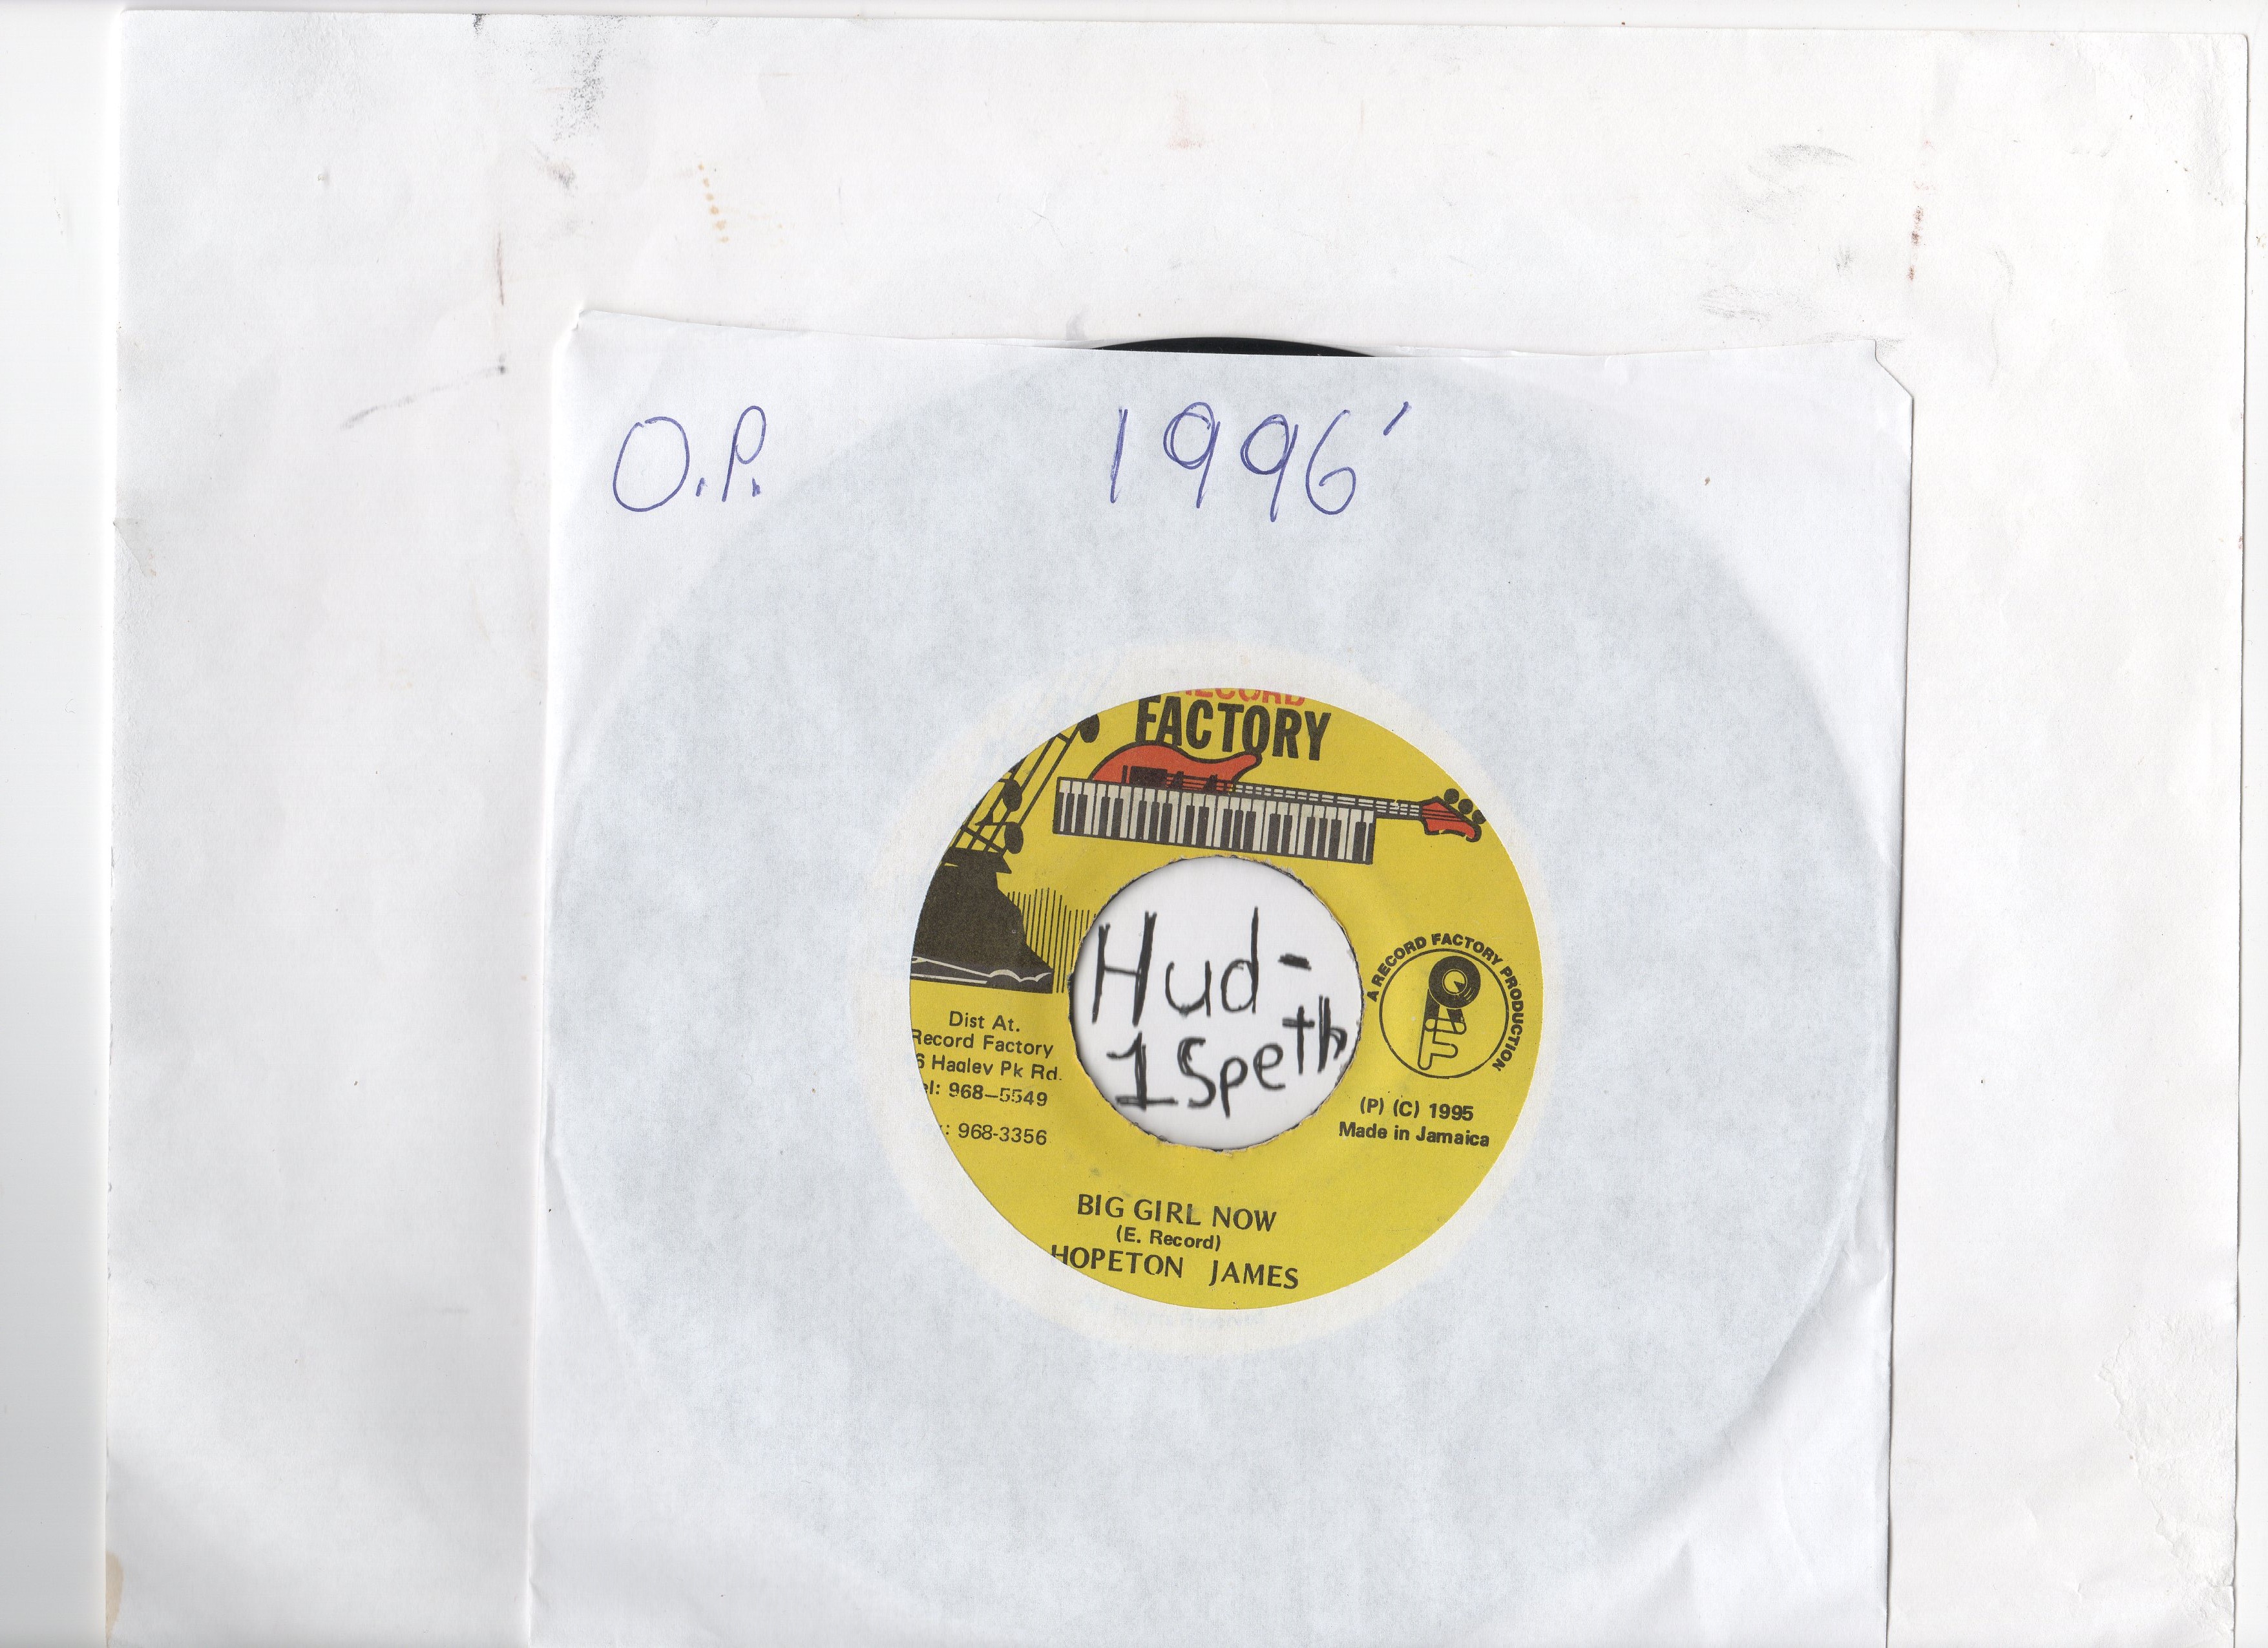 O.P. 1996'
RECORD
FACTORY
Hud-
1Speth
A RECORD FACTORY PRODUCTION
Dist At.
Record Factory
6 Hagley Pk Rd.
el: 968-5549
: 968-3356
(P) (C) 1995
Made in Jamaica
BIG GIRL NOW
(E. Record)
HOPETON JAMES